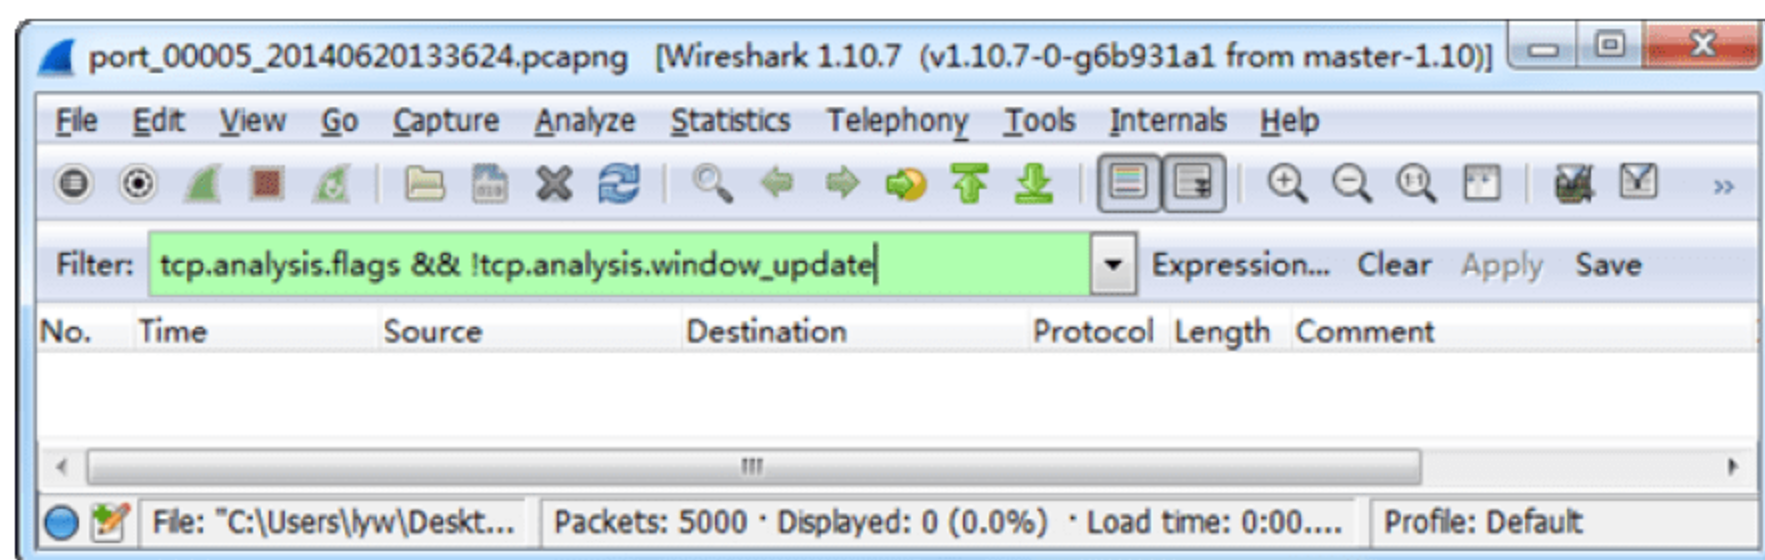 port_00005_20140620133624.pcapng [Wireshark 1.10.7 (v1.10.7-0-g6b931a1 from master-1.10)]
File Edit View Go Capture Analyze Statistics Telephony Tools Internals Help
Filter: tcp.analysis.flags && !tcp.analysis.window_update Expression... Clear Apply Save
No. Time Source Destination Protocol Length Comment
File: "C:\Users\lyw\Deskt... Packets: 5000 · Displayed: 0 (0.0%) · Load time: 0:00.... Profile: Default